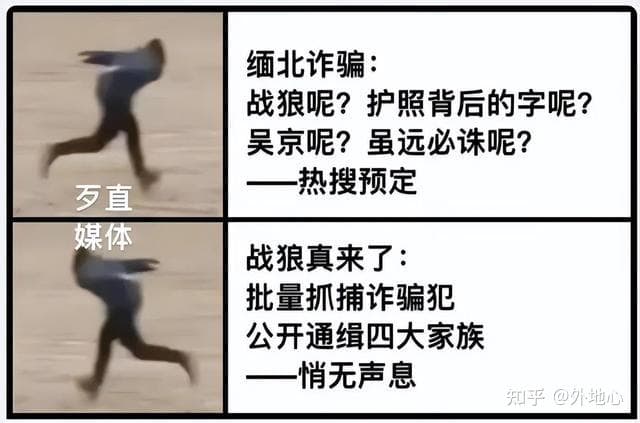 缅北诈骗：
战狼呢？护照背后的字呢？
吴京呢？虽远必诛呢？
——热搜预定
歹直
媒体
战狼真来了：
批量抓捕诈骗犯
公开通缉四大家族
——悄无声息
知乎 @外地心